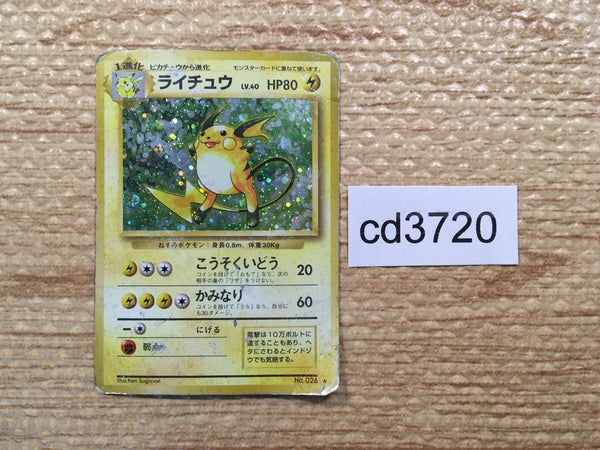 1進化 ピカチュウから進化 モンスターカードに重ねて使います。
ライチュウ LV.40 HP80
ねずみポケモン:身長0.8m、体重30Kg
こうそくいどう 20
コインを投げて「おもて」なら、次の
相手の番の「ワザ」をうけない。
かみなり 60
コインを投げて「うら」なら、自分に
も30ダメージ。
にげる
弱点
電撃は10万ボルトに
達することもあり、ヘ
タにさわるとインドゾ
ウでも気絶する。
Illus.Ken Sugimori No.026 ★
cd3720